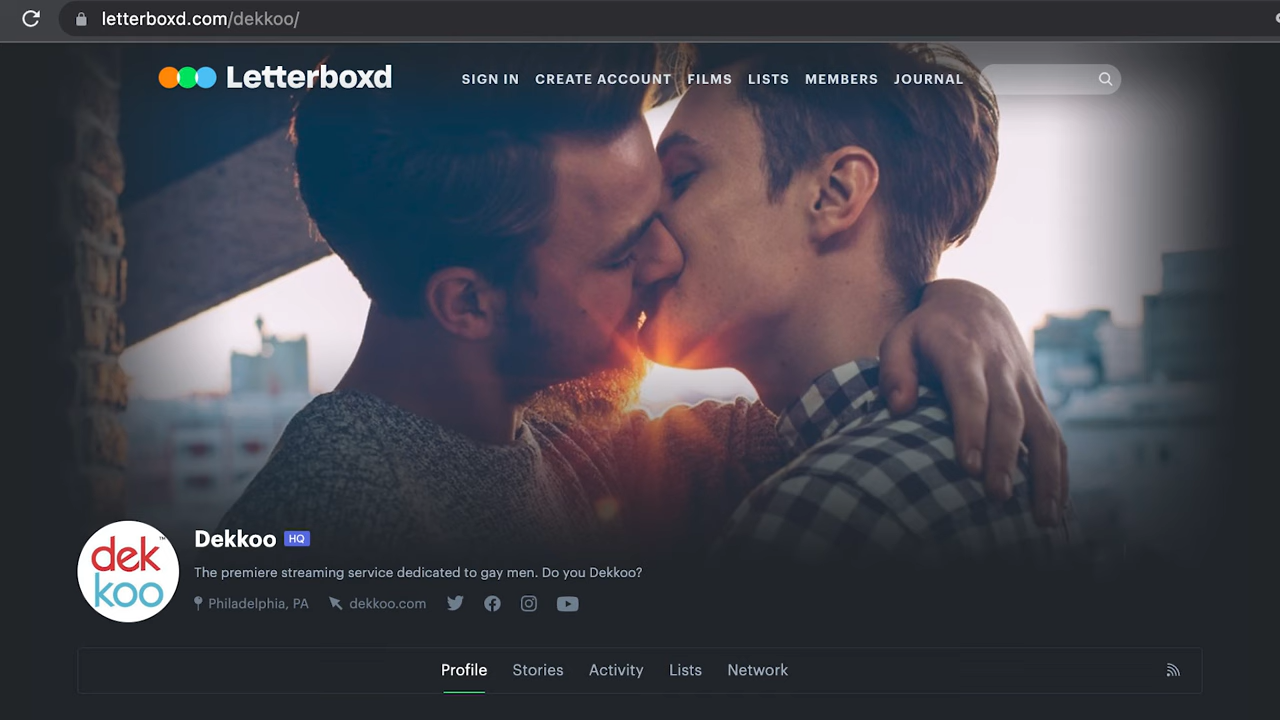 letterboxd.com/dekkoo/
Letterboxd SIGN IN CREATE ACCOUNT FILMS LISTS MEMBERS JOURNAL
dek™
koo
Dekkoo HQ
The premiere streaming service dedicated to gay men. Do you Dekkoo?
Philadelphia, PA dekkoo.com
Profile Stories Activity Lists Network